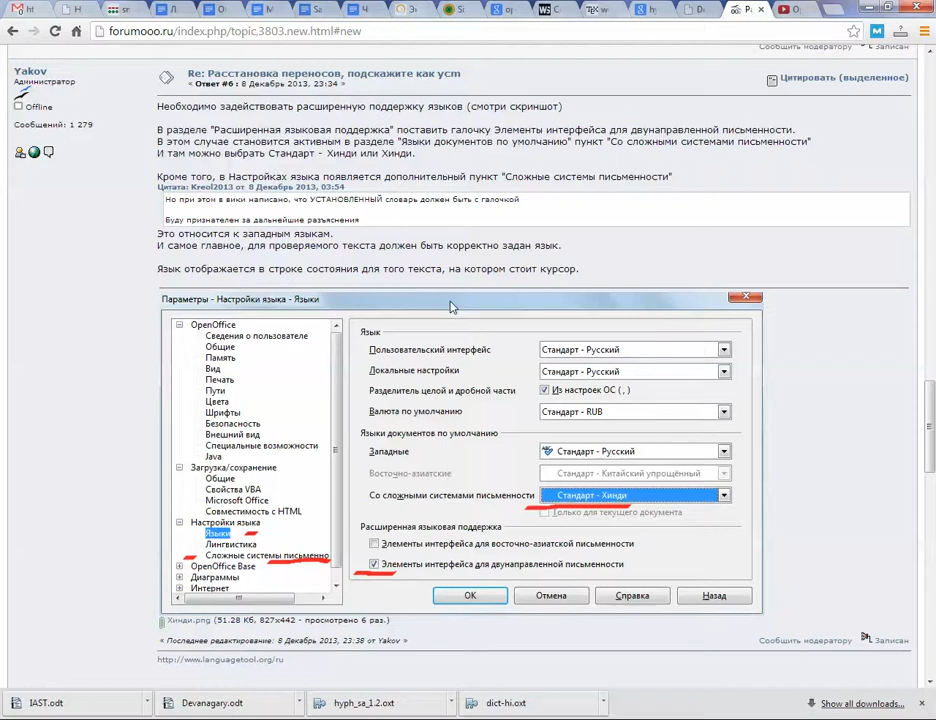 forumooo.ru/index.php/topic,3803.new.html#new
Сообщить модератору Записан
Yakov
Администратор
Offline
Сообщений: 1 279
Re: Расстановка переносов, подскажите как уст
« Ответ #6 : 8 Декабрь 2013, 23:34 »
Цитировать (выделенное)
Необходимо задействовать расширенную поддержку языков (смотри скриншот)
В разделе "Расширенная языковая поддержка" поставить галочку Элементы интерфейса для двунаправленной письменности.
В этом случае становится активным в разделе "Языки документов по умолчанию" пункт "Со сложными системами письменности"
И там можно выбрать Стандарт - Хинди или Хинди.
Кроме того, в Настройках языка появляется дополнительный пункт "Сложные системы письменности"
Цитата: Kreol2013 от 8 Декабрь 2013, 03:54
Но при этом в вики написано, что УСТАНОВЛЕННЫЙ словарь должен быть с галочкой
Буду признателен за дальнейшие разъяснения
Это относится к западным языкам.
И самое главное, для проверяемого текста должен быть корректно задан язык.
Язык отображается в строке состояния для того текста, на котором стоит курсор.
Параметры - Настройки языка - Языки
OpenOffice
Сведения о пользователе
Общие
Память
Вид
Печать
Пути
Цвета
Шрифты
Безопасность
Внешний вид
Специальные возможности
Java
Загрузка/сохранение
Общие
Свойства VBA
Microsoft Office
Совместимость с HTML
Настройки языка
Языки
Лингвистика
Сложные системы письменно
OpenOffice Base
Диаграммы
Интернет
Язык
Пользовательский интерфейс Стандарт - Русский
Локальные настройки Стандарт - Русский
Разделитель целой и дробной части Из настроек ОС ( , )
Валюта по умолчанию Стандарт - RUB
Языки документов по умолчанию
Западные Стандарт - Русский
Восточно-азиатские Стандарт - Китайский упрощённый
Со сложными системами письменности Стандарт - Хинди
Только для текущего документа
Расширенная языковая поддержка
Элементы интерфейса для восточно-азиатской письменности
Элементы интерфейса для двунаправленной письменности
OK Отмена Справка Назад
Хинди.png (51.28 Кб, 827x442 - просмотрено 6 раз.)
« Последнее редактирование: 8 Декабрь 2013, 23:38 от Yakov »
Сообщить модератору Записан
http://www.languagetool.org/ru
IAST.odt Devanagary.odt hyph_sa_1.2.oxt dict-hi.oxt Show all downloads...